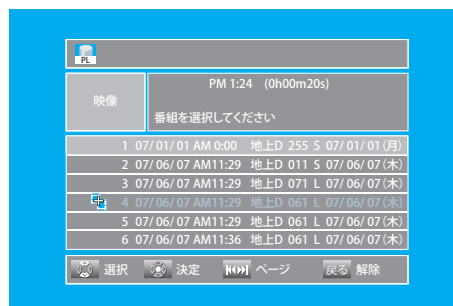 PL
映像
PM 1:24 (0h00m20s)
番組を選択してください
1 07/01/01 AM 0:00 地上D 255 S 07/01/01(月)
2 07/06/07 AM11:29 地上D 011 S 07/06/07(木)
3 07/06/07 AM11:29 地上D 071 L 07/06/07(木)
4 07/06/07 AM11:29 地上D 061 L 07/06/07(木)
5 07/06/07 AM11:29 地上D 061 L 07/06/07(木)
6 07/06/07 AM11:36 地上D 061 L 07/06/07(木)
選択 決定 ページ 戻る 解除